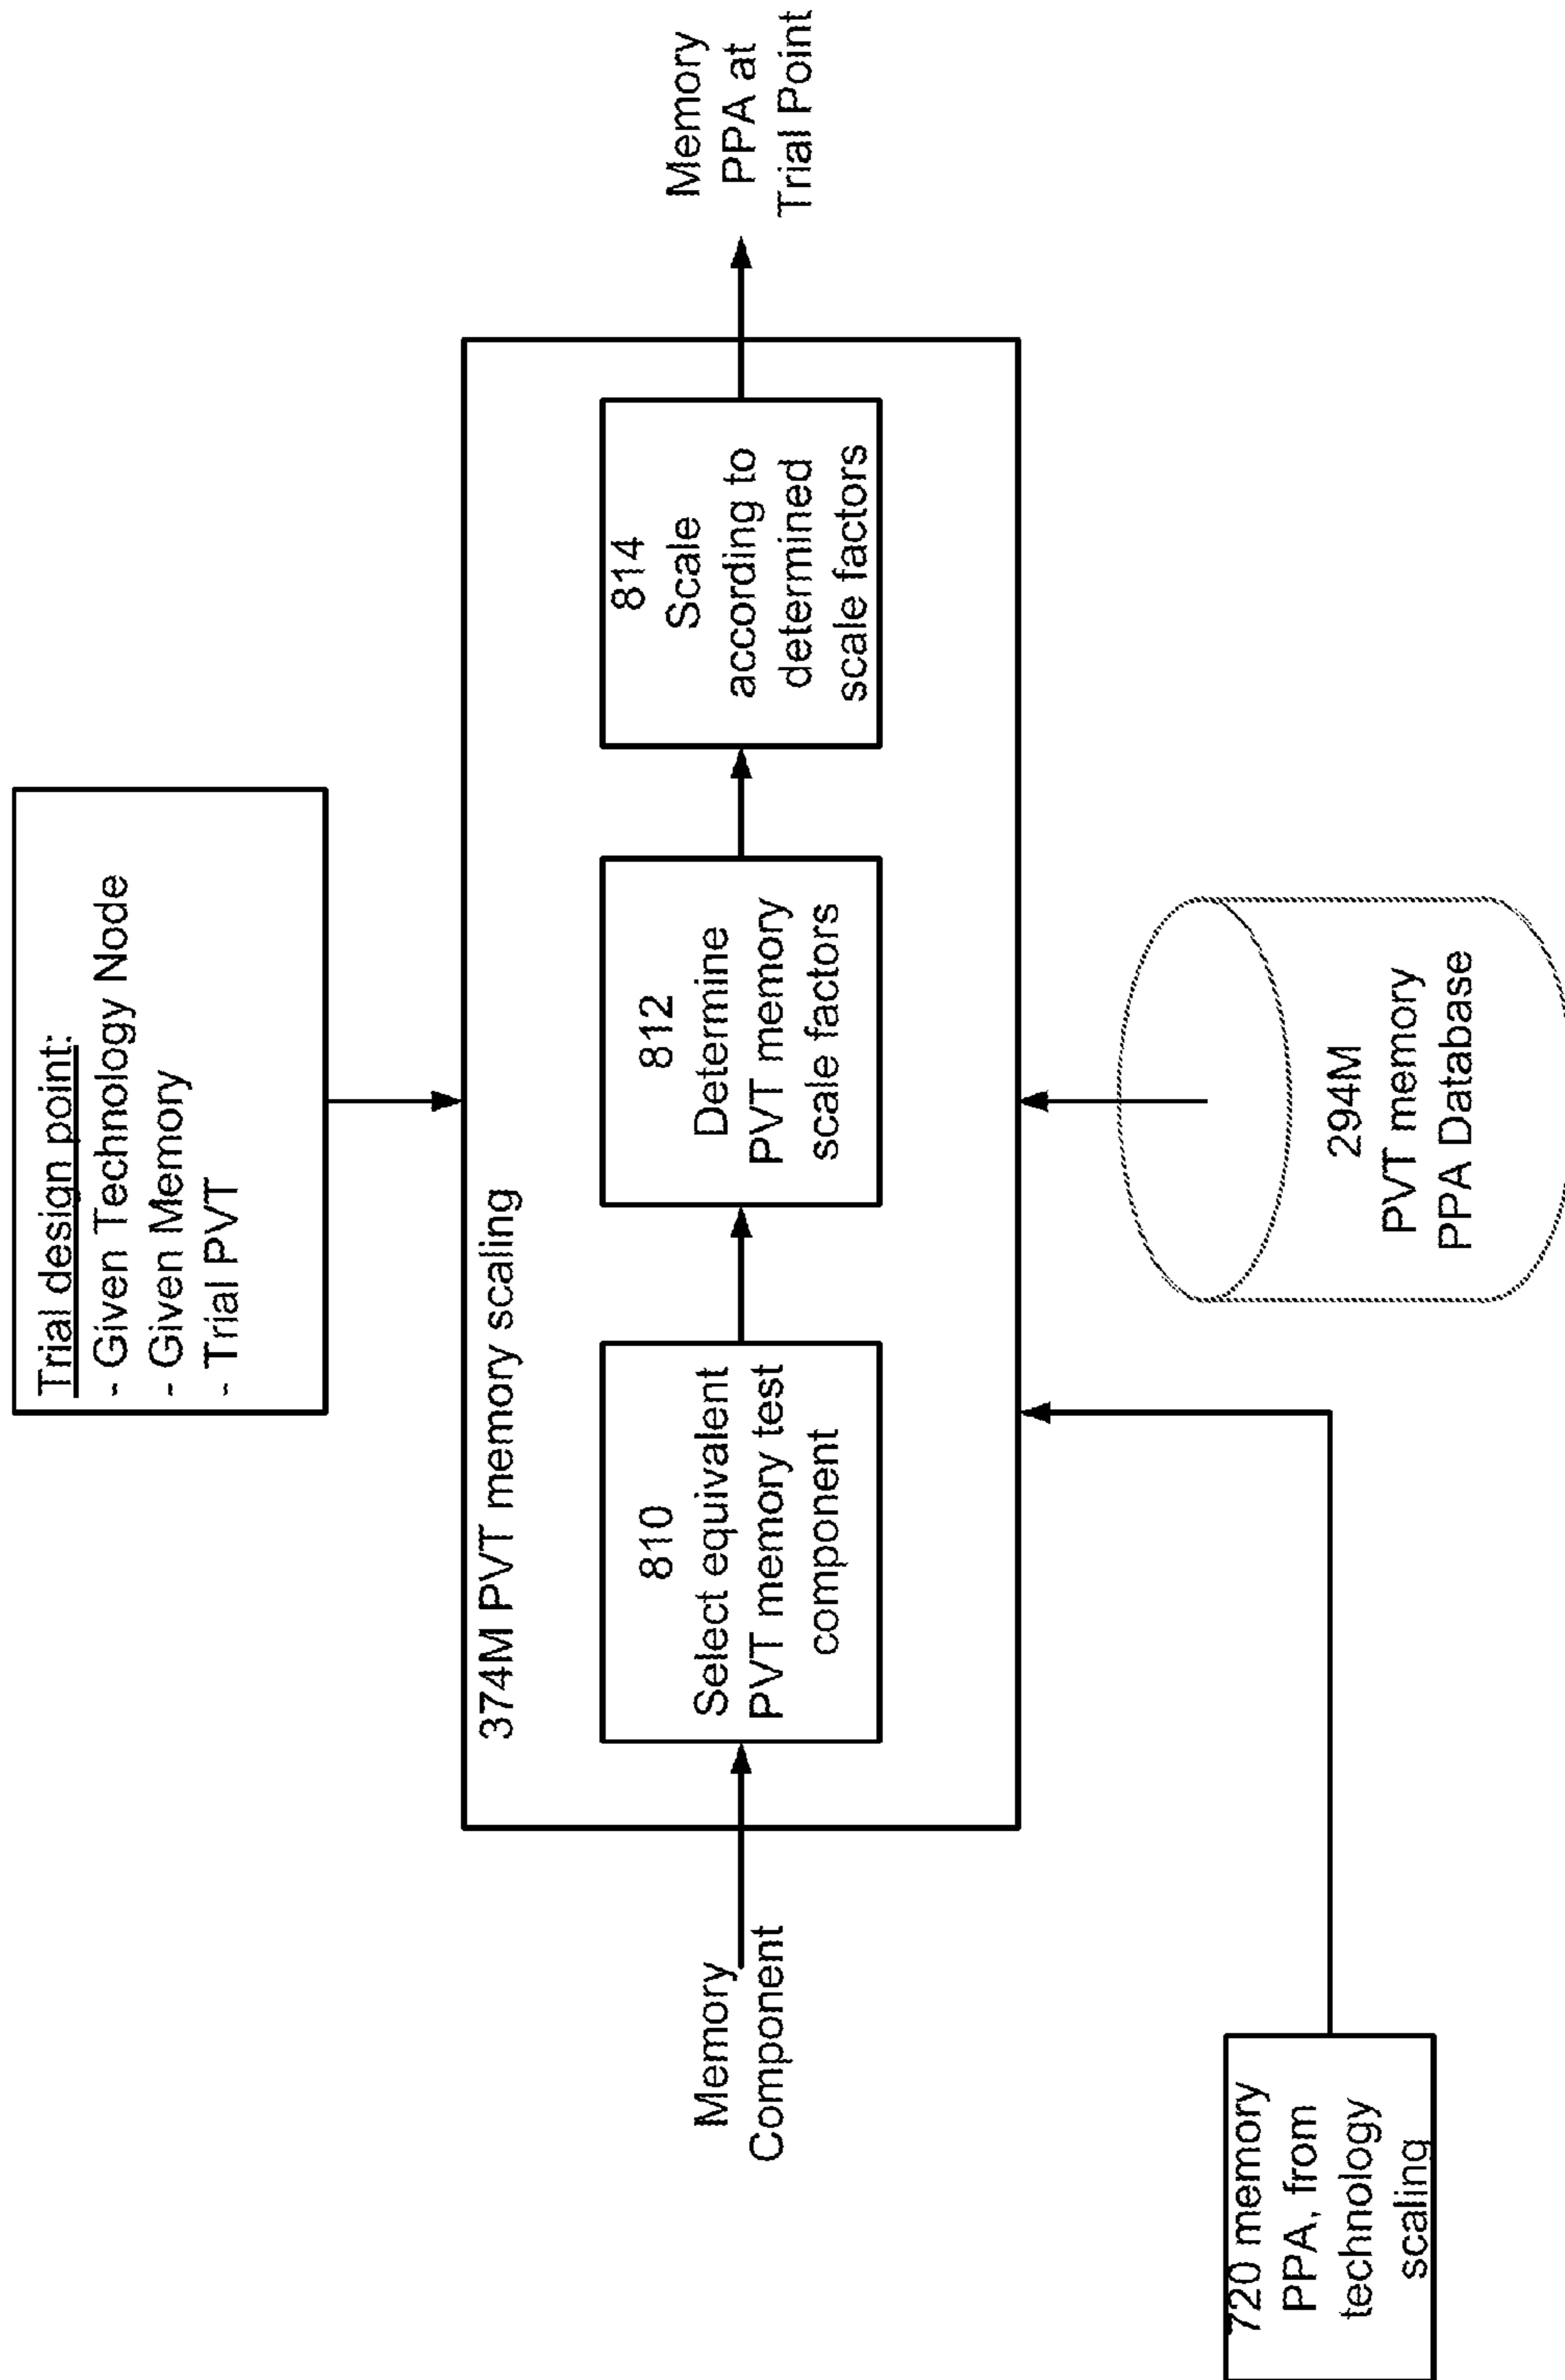 Trial design point:
- Given Technology Node
- Given Memory
- Trial PVT
374M PVT memory scaling
Memory
Component
810
Select equivalent
PVT memory test
component
812
Determine
PVT memory
scale factors
814
Scale
according to
determined
scale factors
Memory
PPA at
Trial Point
720 memory
PPA, from
technology
scaling
294M
PVT memory
PPA Database